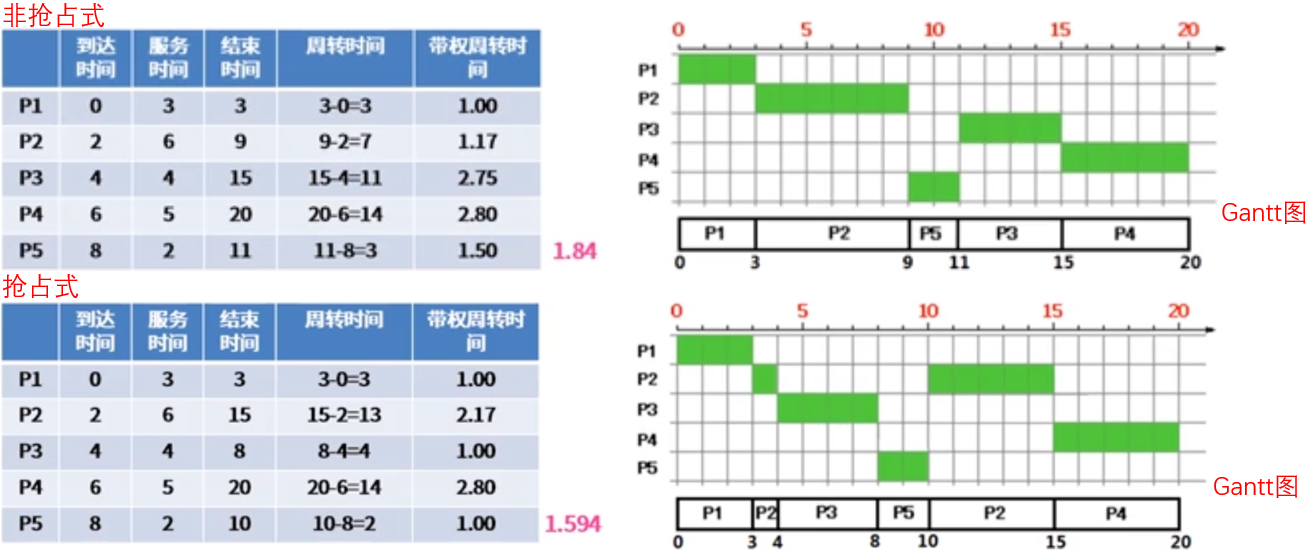 非抢占式
到达时间 服务时间 结束时间 周转时间 带权周转时间
P1 0 3 3 3-0=3 1.00
P2 2 6 9 9-2=7 1.17
P3 4 4 15 15-4=11 2.75
P4 6 5 20 20-6=14 2.80
P5 8 2 11 11-8=3 1.50
1.84
0 5 10 15 20
P1
P2
P3
P4
P5
P1 P2 P5 P3 P4
0 3 9 11 15 20
Gantt图
抢占式
到达时间 服务时间 结束时间 周转时间 带权周转时间
P1 0 3 3 3-0=3 1.00
P2 2 6 15 15-2=13 2.17
P3 4 4 8 8-4=4 1.00
P4 6 5 20 20-6=14 2.80
P5 8 2 10 10-8=2 1.00
1.594
0 5 10 15 20
P1
P2
P3
P4
P5
P1 P2 P3 P5 P2 P4
0 3 4 8 10 15 20
Gantt图